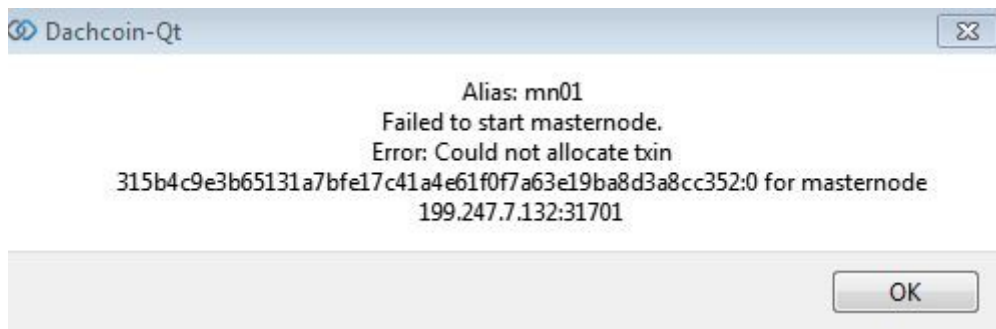 Dachcoin-Qt
Alias: mn01
Failed to start masternode.
Error: Could not allocate txin
315b4c9e3b65131a7bfe17c41a4e61f0f7a63e19ba8d3a8cc352:0 for masternode
199.247.7.132:31701
OK